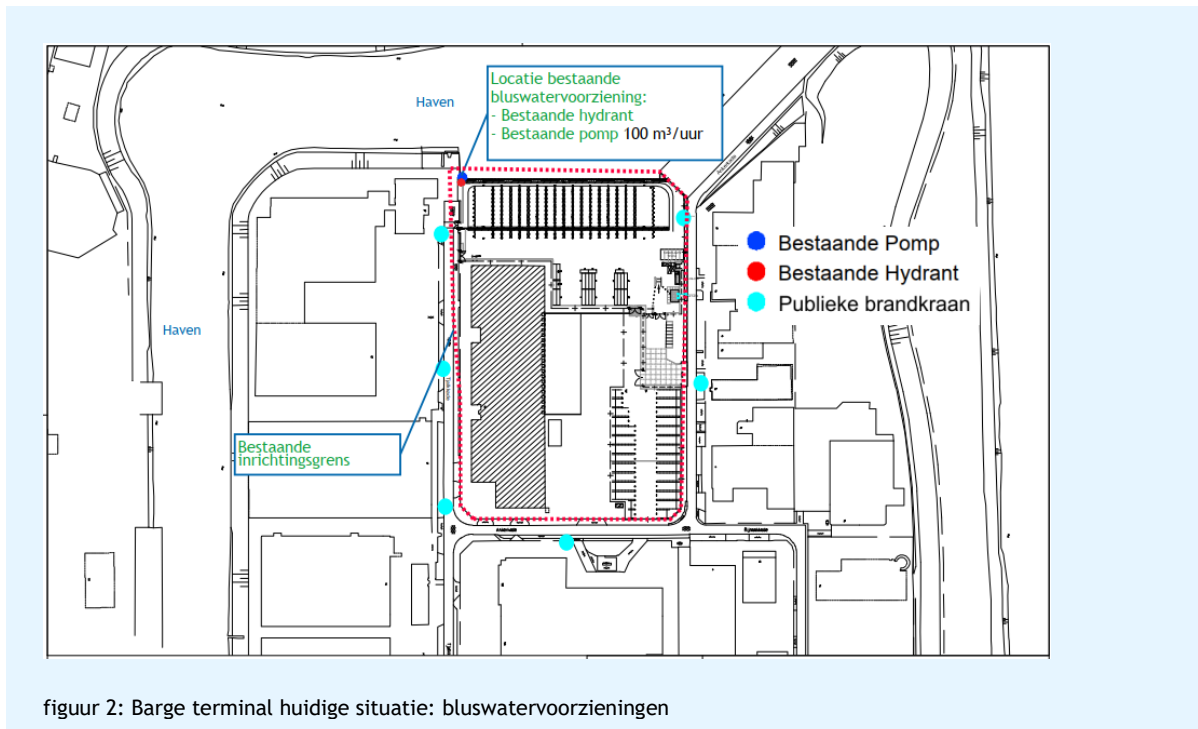 Haven
Locatie bestaande
bluswatervoorziening:
- Bestaande hydrant
- Bestaande pomp 100 m³/uur
Bestaande Pomp
Bestaande Hydrant
Publieke brandkraan
Haven
Bestaande
inrichtingsgrens
figuur 2: Barge terminal huidige situatie: bluswatervoorzieningen